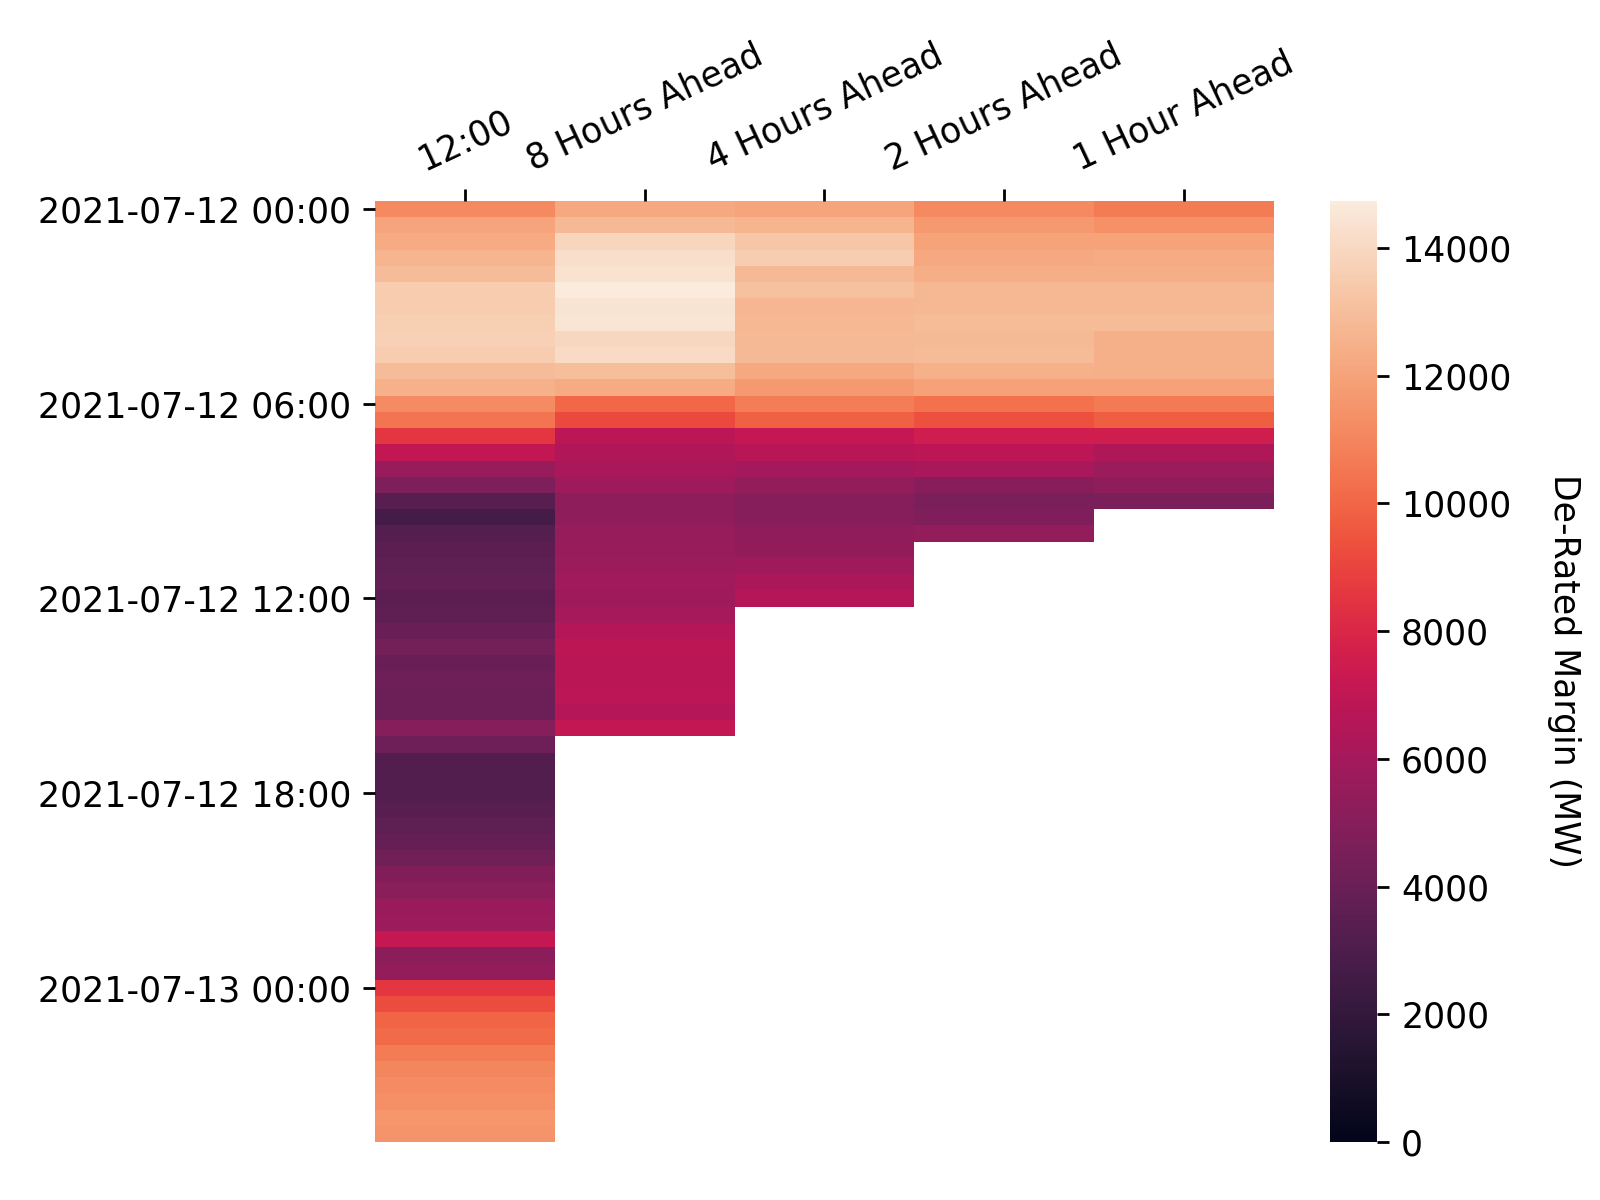 12:00
8 Hours Ahead
4 Hours Ahead
2 Hours Ahead
1 Hour Ahead
2021-07-12 00:00
2021-07-12 06:00
2021-07-12 12:00
2021-07-12 18:00
2021-07-13 00:00
14000
12000
10000
8000
6000
4000
2000
0
De-Rated Margin (MW)